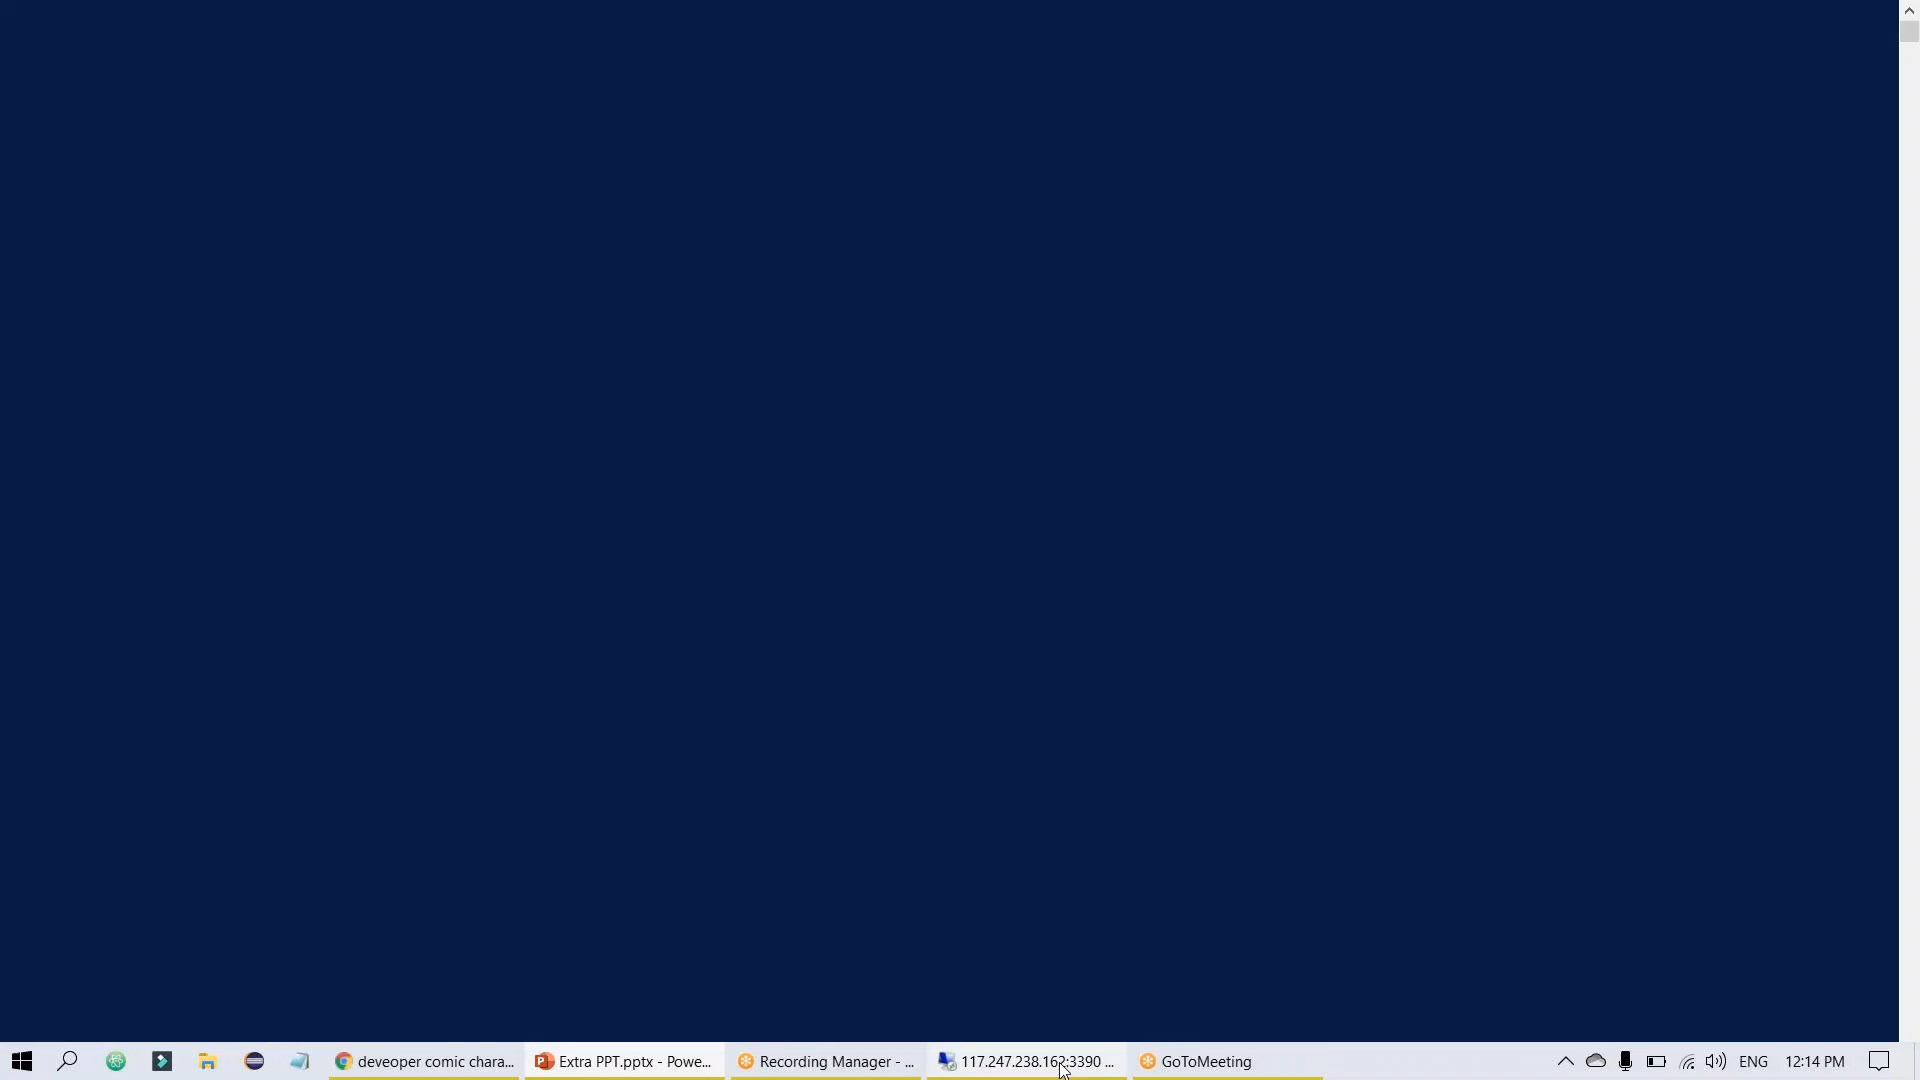 deveoper comic chara...
Extra PPT.pptx - Powe...
Recording Manager - ...
117.247.238.162:3390 ...
GoToMeeting
ENG
12:14 PM